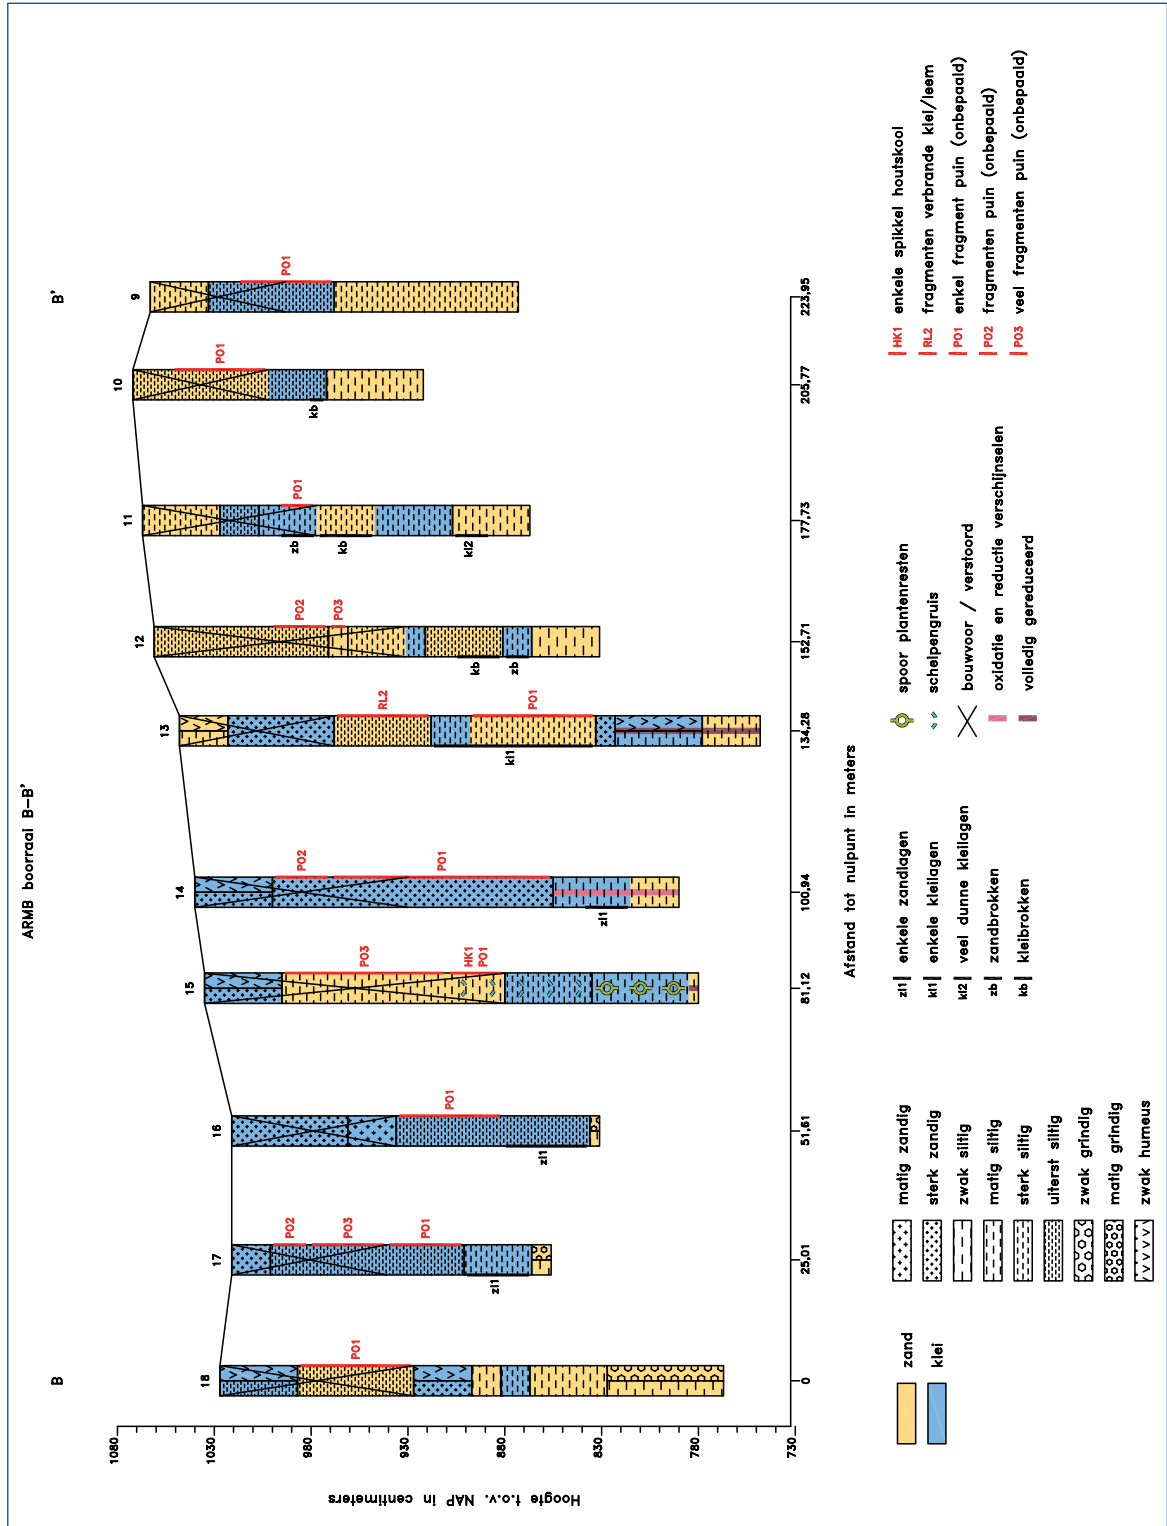 ARMB boorraai B-B'
B
B'
18
17
16
15
14
13
12
11
10
9
Hoogte t.o.v. NAP in centimeters
1080
1030
980
930
880
830
780
730
PO1
PO2
PO3
PO1
zl1
PO1
zl1
PO3
HK1
PO1
PO2
PO1
zl1
RL2
PO1
kl1
PO2
PO3
kb
zb
PO1
zb
kb
kl2
PO1
kb
PO1
0
25,01
51,61
81,12
100,94
134,28
152,71
177,73
205,77
223,95
Afstand tot nulpunt in meters
zand
klei
matig zandig
sterk zandig
zwak siltig
matig siltig
sterk siltig
uiterst siltig
zwak grindig
matig grindig
zwak humeus
zl1 enkele zandlagen
kl1 enkele kleilagen
kl2 veel dunne kleilagen
zb zandbrokken
kb kleibrokken
spoor plantenresten
schelpengruis
bouwvoor / verstoord
oxidatie en reductie verschijnselen
volledig gereduceerd
HK1 enkele spikkel houtskool
RL2 fragmenten verbrande klei/leem
PO1 enkel fragment puin (onbepaald)
PO2 fragmenten puin (onbepaald)
PO3 veel fragmenten puin (onbepaald)